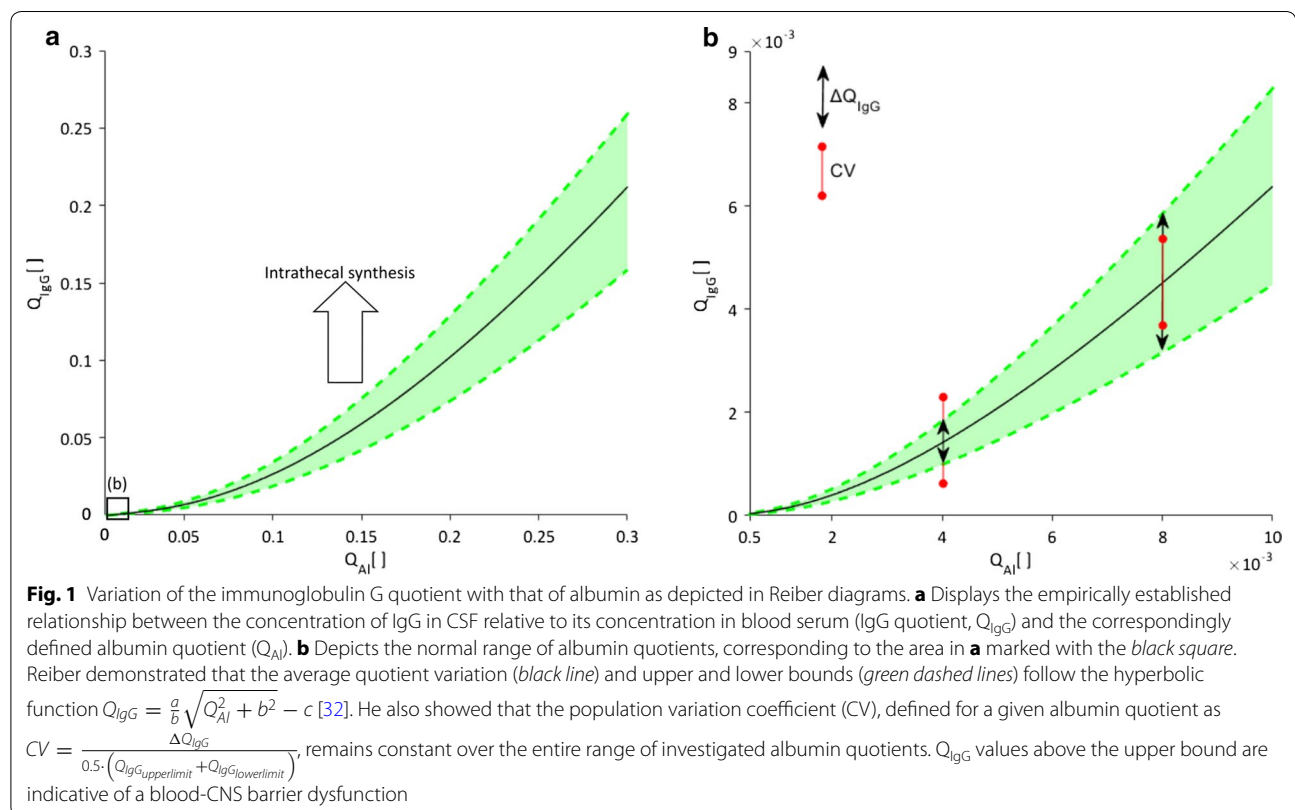 a
0.3
0.25
0.2
0.15
0.1
0.05
0
Q_IgG[ ]
Intrathecal synthesis
(b)
0 0.05 0.1 0.15 0.2 0.25 0.3
Q_Al[ ]
b
× 10^-3
9
8
6
4
2
0
Q_IgG[ ]
ΔQ_IgG
CV
0.5 2 4 6 8 10
Q_Al[ ]
× 10^-3
Fig. 1 Variation of the immunoglobulin G quotient with that of albumin as depicted in Reiber diagrams. a Displays the empirically established
relationship between the concentration of IgG in CSF relative to its concentration in blood serum (IgG quotient, Q_IgG) and the correspondingly
defined albumin quotient (Q_Al). b Depicts the normal range of albumin quotients, corresponding to the area in a marked with the black square.
Reiber demonstrated that the average quotient variation (black line) and upper and lower bounds (green dashed lines) follow the hyperbolic
function Q_IgG = a/b √(Q_Al^2 + b^2) − c [32]. He also showed that the population variation coefficient (CV), defined for a given albumin quotient as
CV = ΔQ_IgG / 0.5·(Q_IgG_upperlimit + Q_IgG_lowerlimit), remains constant over the entire range of investigated albumin quotients. Q_IgG values above the upper bound are
indicative of a blood-CNS barrier dysfunction